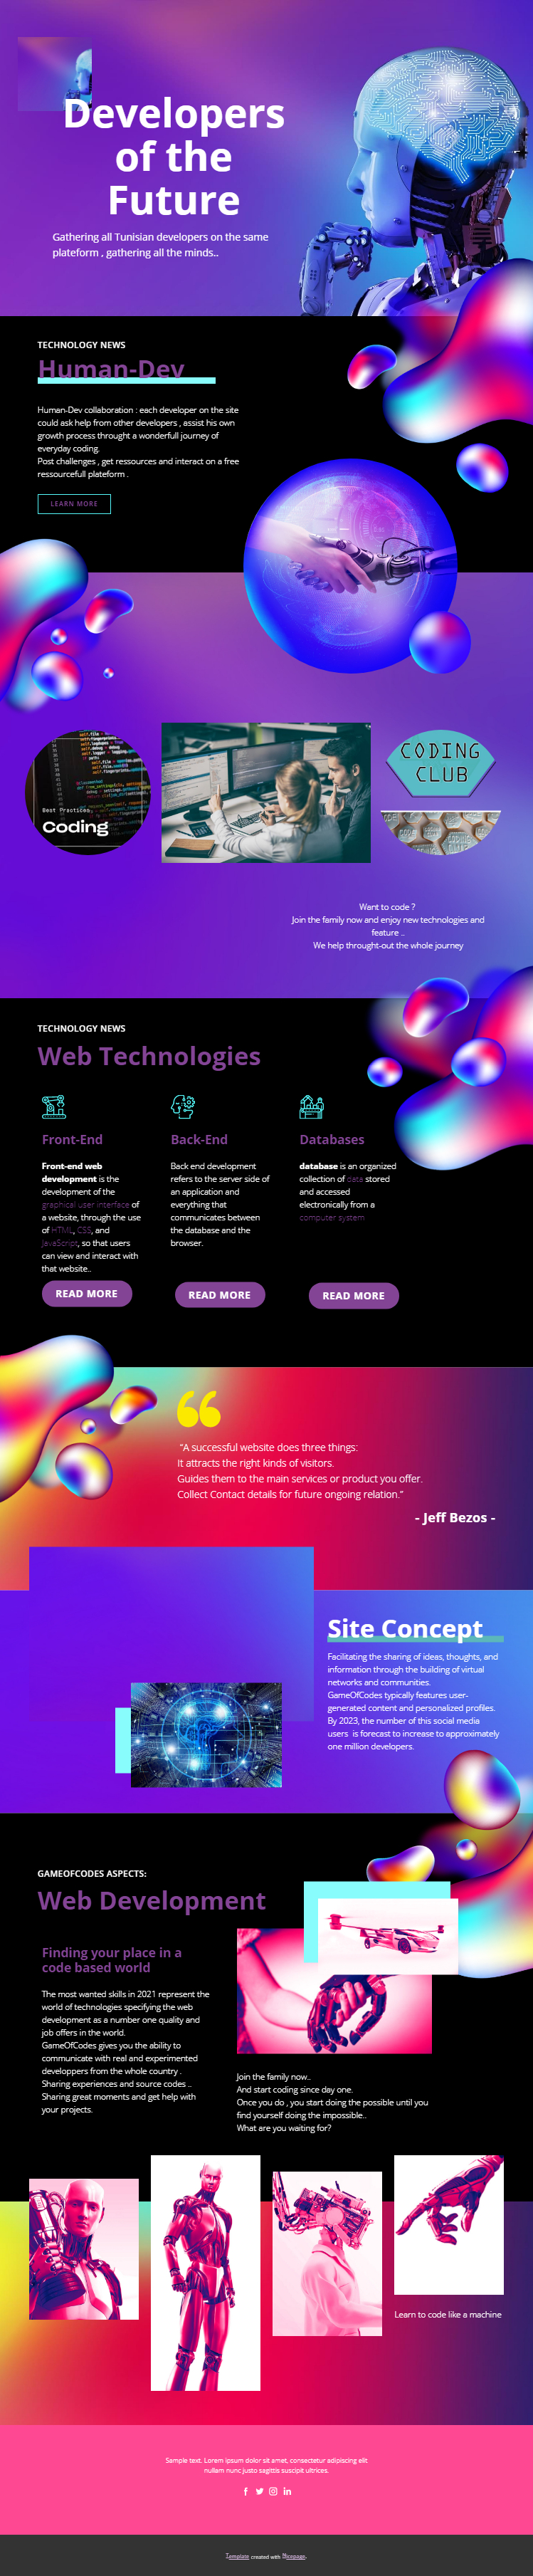 Developers
of the
Future
Gathering all Tunisian developers on the same
plateform , gathering all the minds..
TECHNOLOGY NEWS
Human-Dev
Human-Dev collaboration : each developer on the site
could ask help from other developers , assist his own
growth process throught a wonderfull journey of
everyday coding.
Post challenges , get ressources and interact on a free
ressourcefull plateform .
LEARN MORE
Best Practices
Coding
CODING
CLUB
Want to code ?
Join the family now and enjoy new technologies and
feature ..
We help throught-out the whole journey
TECHNOLOGY NEWS
Web Technologies
Front-End
Front-end web
development is the
development of the
graphical user interface of
a website, through the use
of HTML, CSS, and
JavaScript, so that users
can view and interact with
that website..
READ MORE
Back-End
Back end development
refers to the server side of
an application and
everything that
communicates between
the database and the
browser.
READ MORE
Databases
database is an organized
collection of data stored
and accessed
electronically from a
computer system
READ MORE
“A successful website does three things:
It attracts the right kinds of visitors.
Guides them to the main services or product you offer.
Collect Contact details for future ongoing relation.”
- Jeff Bezos -
Site Concept
Facilitating the sharing of ideas, thoughts, and
information through the building of virtual
networks and communities.
GameOfCodes typically features user-
generated content and personalized profiles.
By 2023, the number of this social media
users is forecast to increase to approximately
one million developers.
GAMEOFCODES ASPECTS:
Web Development
Finding your place in a
code based world
The most wanted skills in 2021 represent the
world of technologies specifying the web
development as a number one quality and
job offers in the world.
GameOfCodes gives you the ability to
communicate with real and experimented
developpers from the whole country .
Sharing experiences and source codes ..
Sharing great moments and get help with
your projects.
Join the family now..
And start coding since day one.
Once you do , you start doing the possible until you
find yourself doing the impossible..
What are you waiting for?
Learn to code like a machine
Sample text. Lorem ipsum dolor sit amet, consectetur adipiscing elit
nullam nunc justo sagittis suscipit ultrices.
Template created with Nicepage.